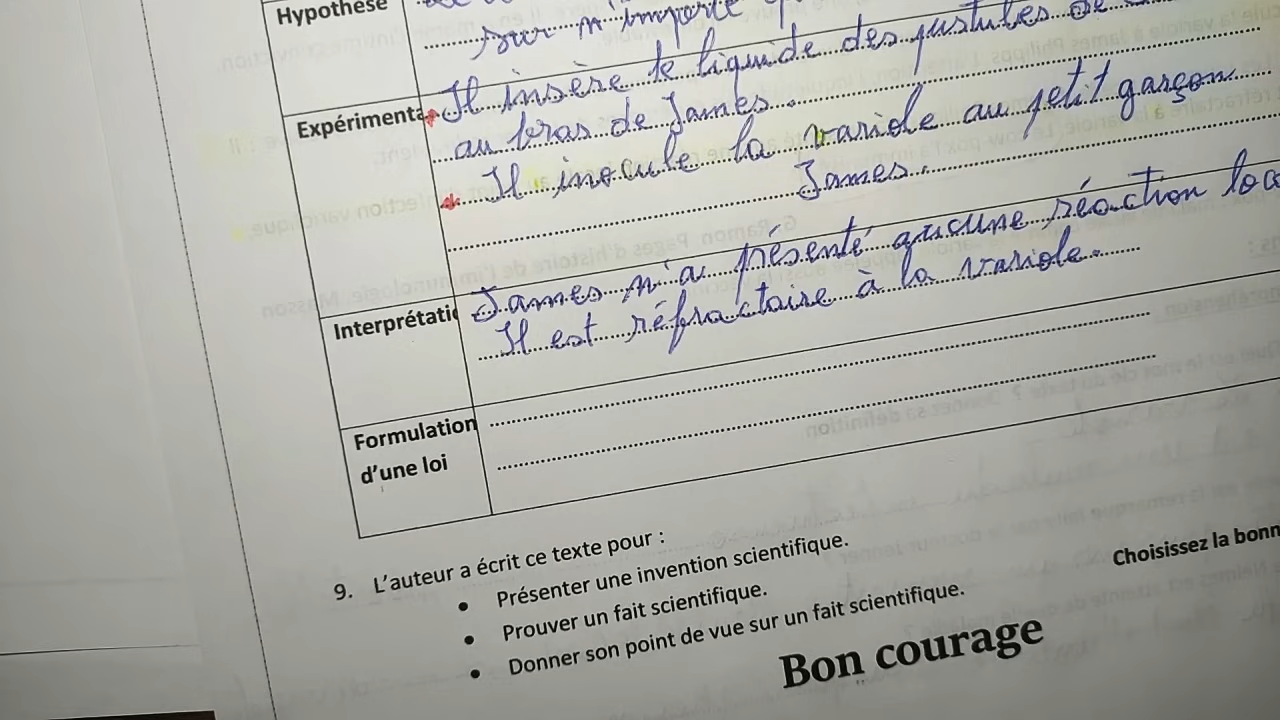 Hypothèse
sur n'importe
Expérimenta
Il insère le liquide des pustules de
au bras de James.
Il inocule la variole au petit garçon
James.
Interprétatio
James n'a présenté aucune réaction loca
Il est réfractaire à la variole.
Formulation
d'une loi
9. L'auteur a écrit ce texte pour :
Choisissez la bonn
• Présenter une invention scientifique.
• Prouver un fait scientifique.
• Donner son point de vue sur un fait scientifique.
Bon courage